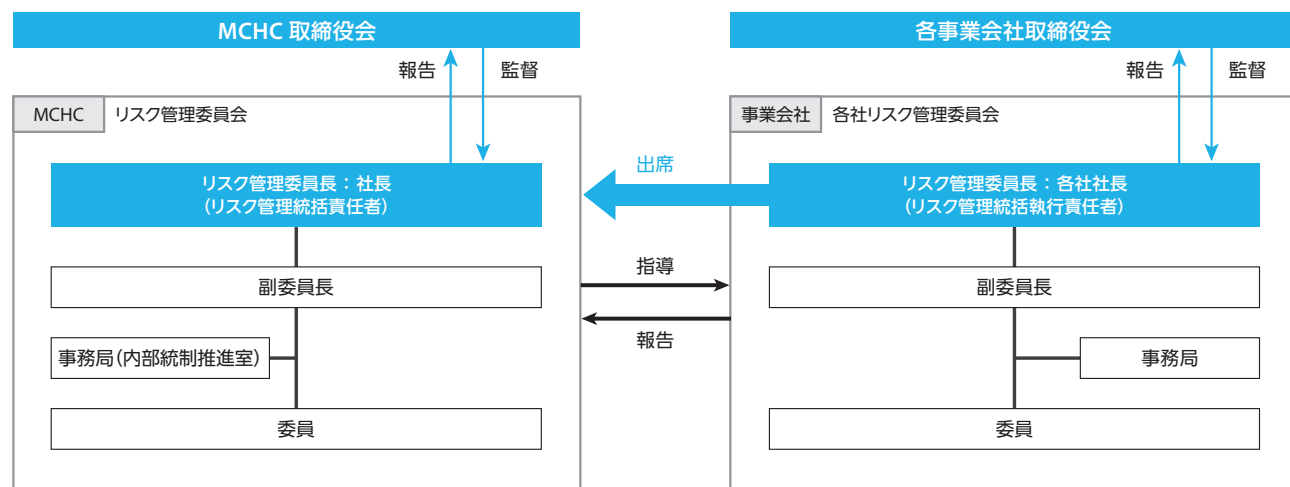 MCHC 取締役会
報告
監督
MCHC
リスク管理委員会
リスク管理委員長：社長
（リスク管理統括責任者）
副委員長
事務局（内部統制推進室）
委員
出席
指導
報告
各事業会社取締役会
報告
監督
事業会社
各社リスク管理委員会
リスク管理委員長：各社社長
（リスク管理統括執行責任者）
副委員長
事務局
委員